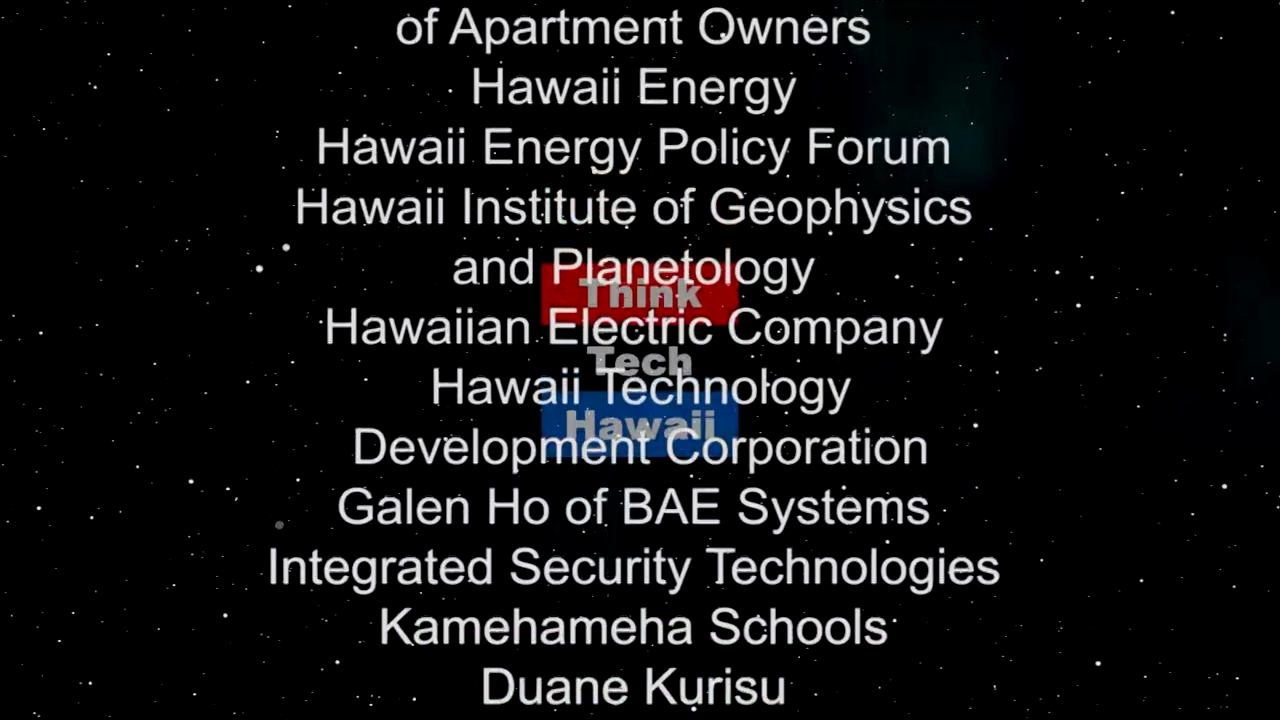 of Apartment Owners
Hawaii Energy
Hawaii Energy Policy Forum
Hawaii Institute of Geophysics
and Planetology
Think
Hawaiian Electric Company
Tech
Hawaii Technology
Hawaii
Development Corporation
Galen Ho of BAE Systems
Integrated Security Technologies
Kamehameha Schools
Duane Kurisu